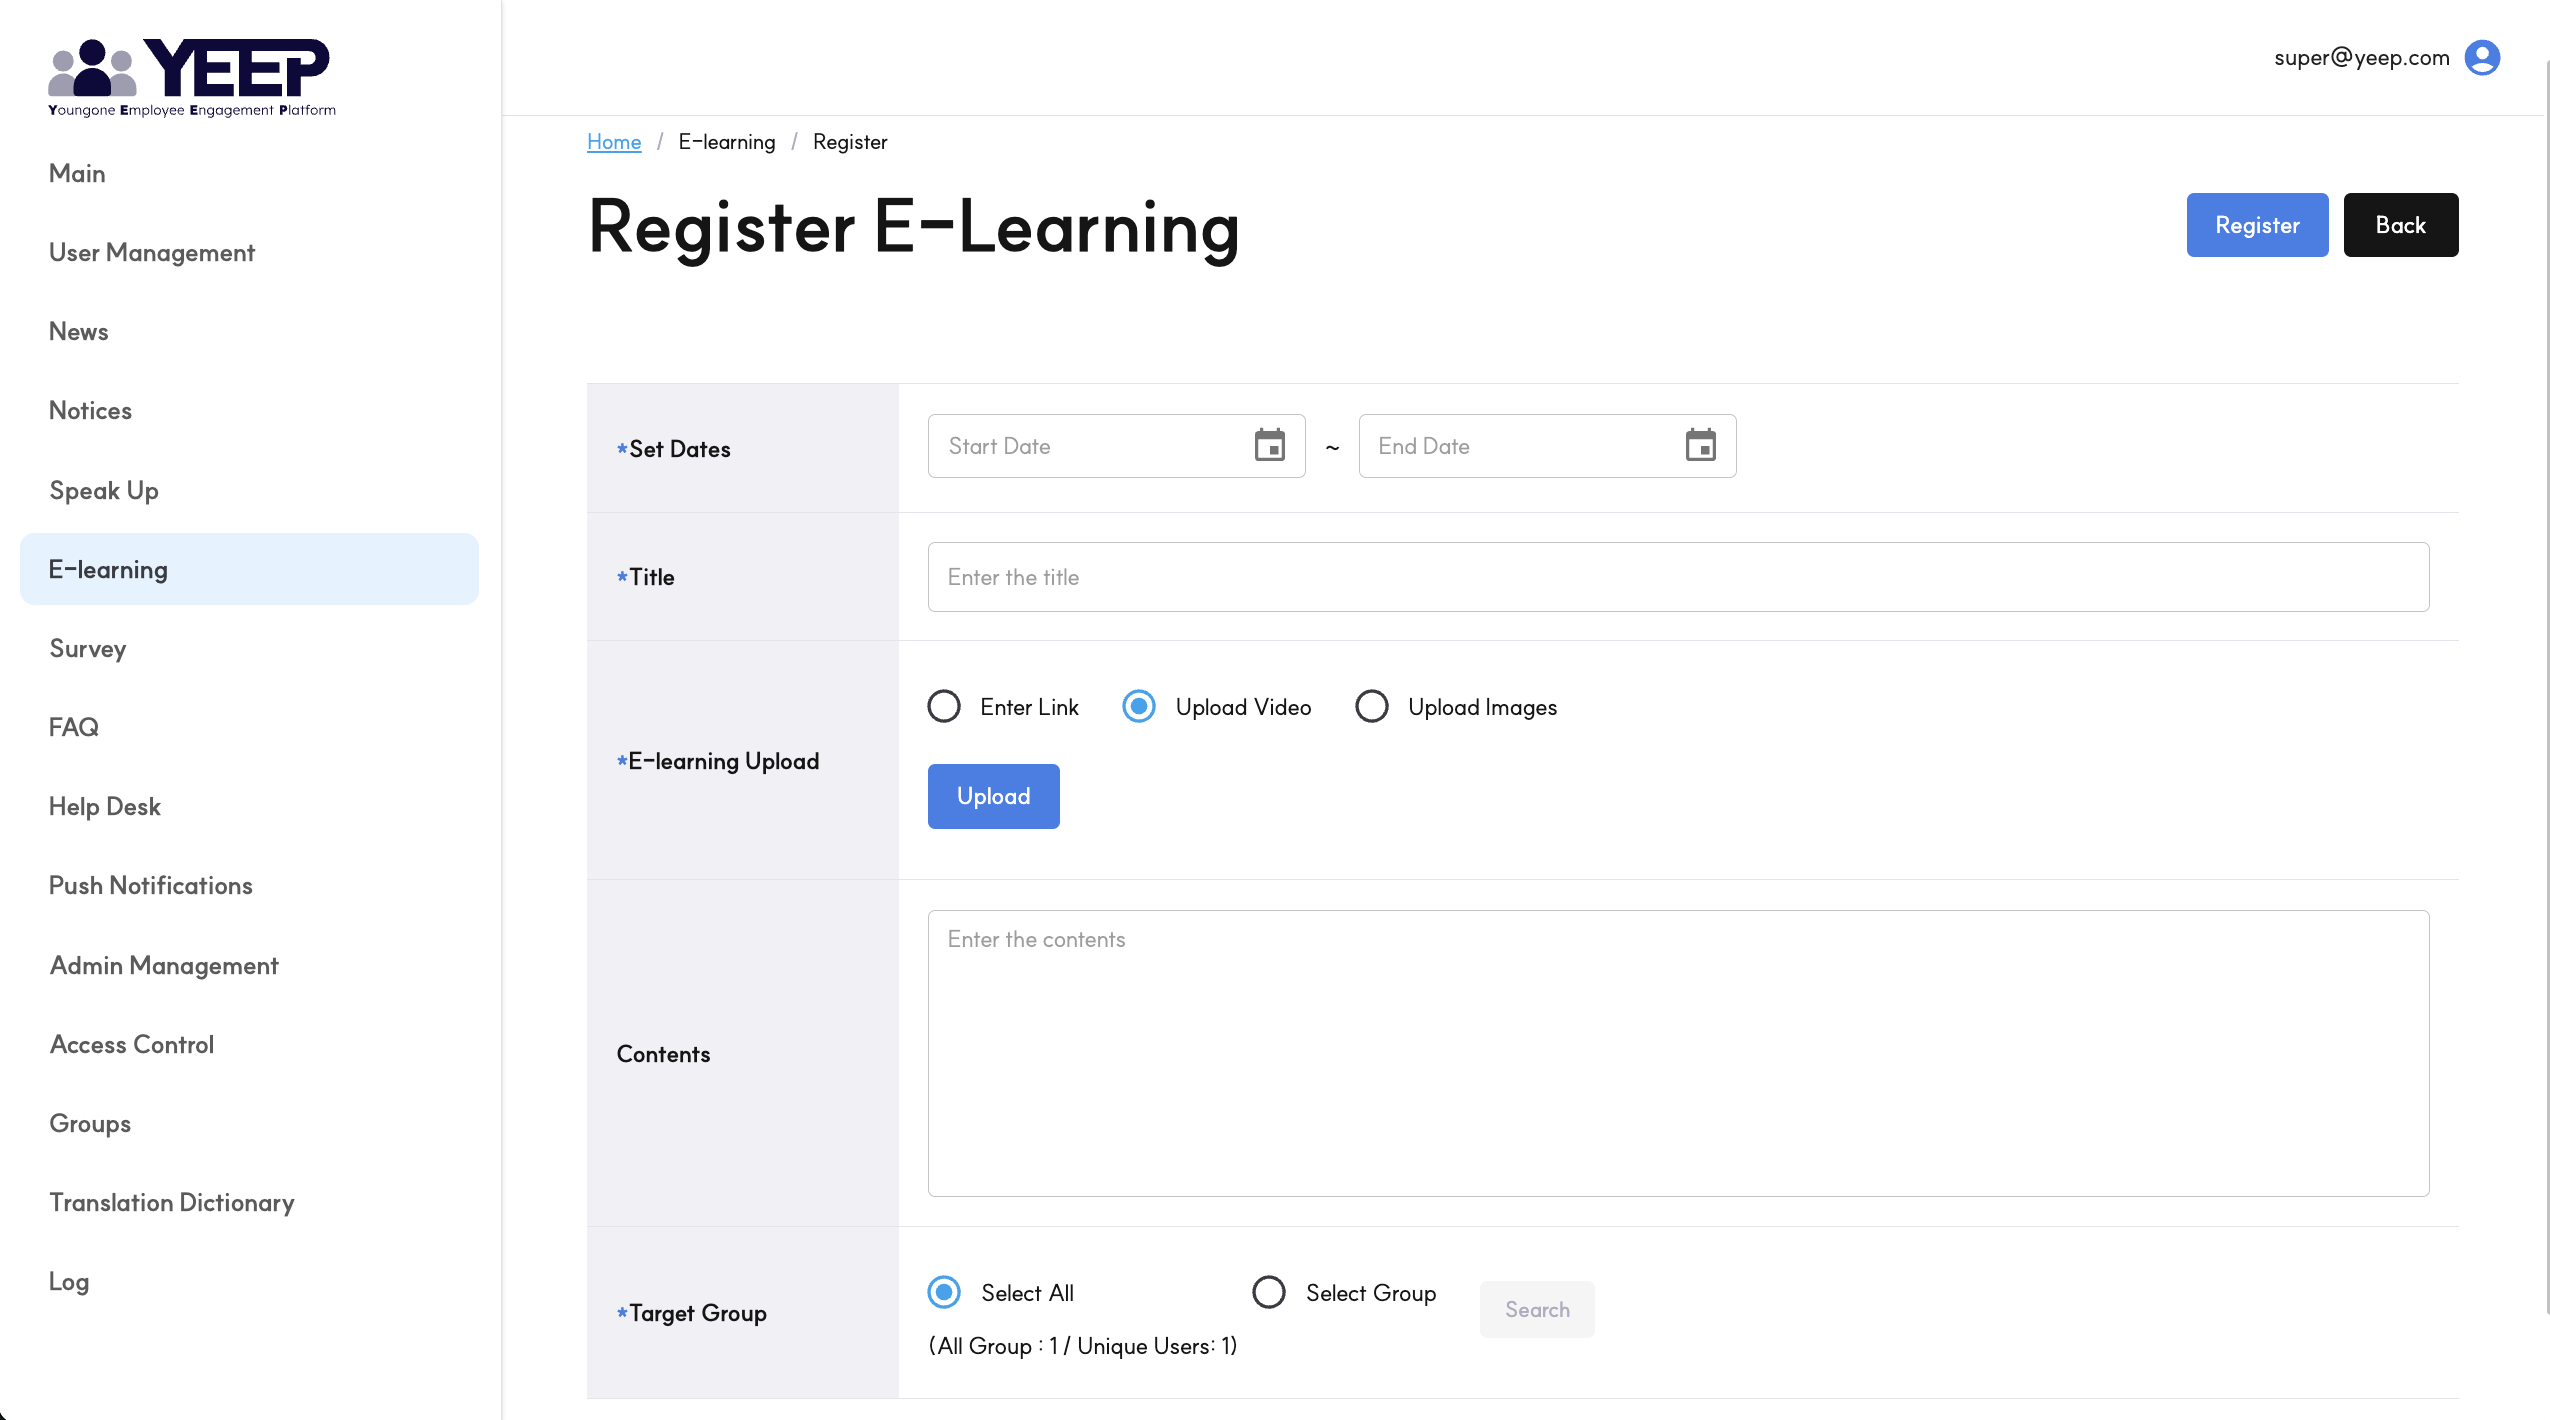 YEEP
Youngone Employee Engagement Platform
super@yeep.com
Main
User Management
News
Notices
Speak Up
E-learning
Survey
FAQ
Help Desk
Push Notifications
Admin Management
Access Control
Groups
Translation Dictionary
Log
Home / E-learning / Register
Register E-Learning
Register
Back
*Set Dates
Start Date ~ End Date
*Title
Enter the title
*E-learning Upload
Enter Link Upload Video Upload Images
Upload
Contents
Enter the contents
*Target Group
Select All Select Group Search
(All Group : 1 / Unique Users: 1)